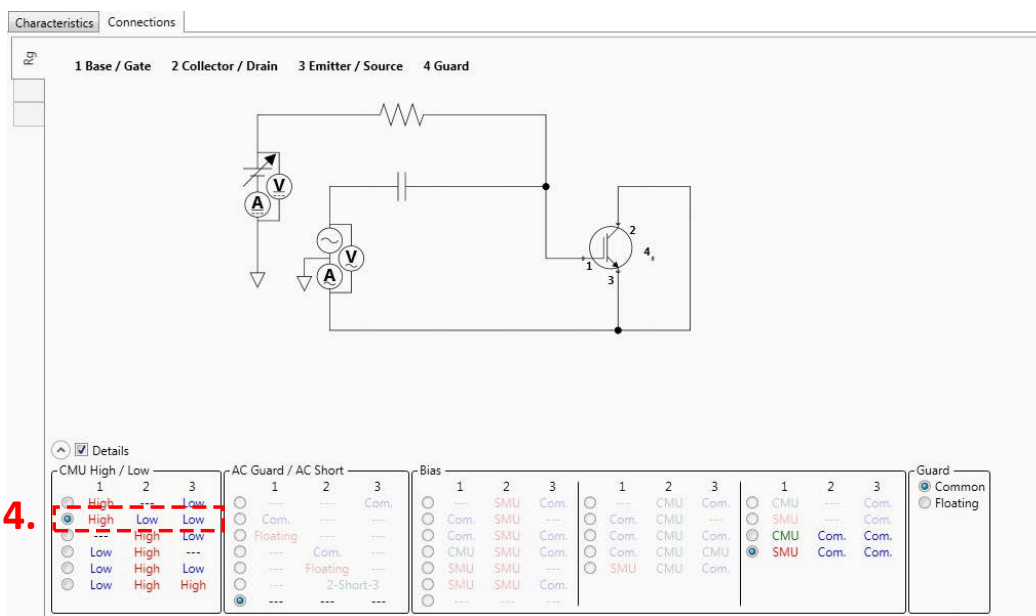 Characteristics Connections
Rg
1 Base / Gate 2 Collector / Drain 3 Emitter / Source 4 Guard
V
A
V
A
2
4
1
3
Details
CMU High / Low AC Guard / AC Short Bias Guard
1 2 3 1 2 3 1 2 3 1 2 3 1 2 3 Common
High --- Low --- --- Com. --- SMU Com. --- CMU Com. CMU --- Com. Floating
4. High Low Low Com. --- --- Com. SMU --- Com. CMU --- SMU --- Com.
--- High Low Floating --- --- Com. SMU Com. Com. CMU Com. CMU Com. Com.
Low High --- --- Com. --- CMU SMU Com. Com. CMU CMU SMU Com. Com.
Low High Low --- Floating --- SMU SMU --- SMU CMU Com.
Low High High --- 2-Short-3 SMU SMU Com.
--- --- --- --- --- ---